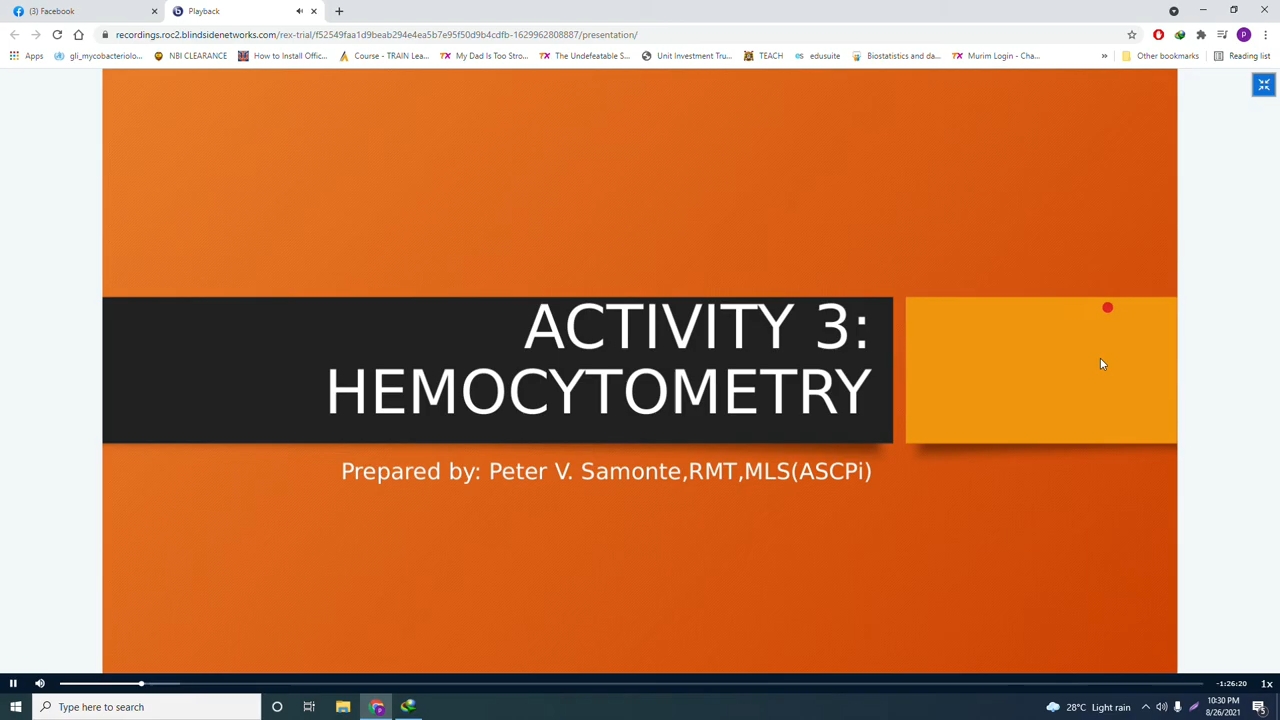 (3) Facebook
Playback
recordings.roc2.blindsidenetworks.com/rex-trial/f52549faa1d9beab294e4ea5b7e95f50d9b4cdfb-1629962808887/presentation/
Apps
gli_mycobacteriolo...
NBI CLEARANCE
How to Install Offic...
Course - TRAIN Lea...
My Dad Is Too Stro...
The Undefeatable S...
Unit Investment Tru...
TEACH
es edusuite
Biostatistics and da...
Murim Login - Cha...
»
Other bookmarks
Reading list
ACTIVITY 3:
HEMOCYTOMETRY
Prepared by: Peter V. Samonte,RMT,MLS(ASCPi)
-1:26:20
1x
Type here to search
28°C Light rain
10:30 PM
8/26/2021
5